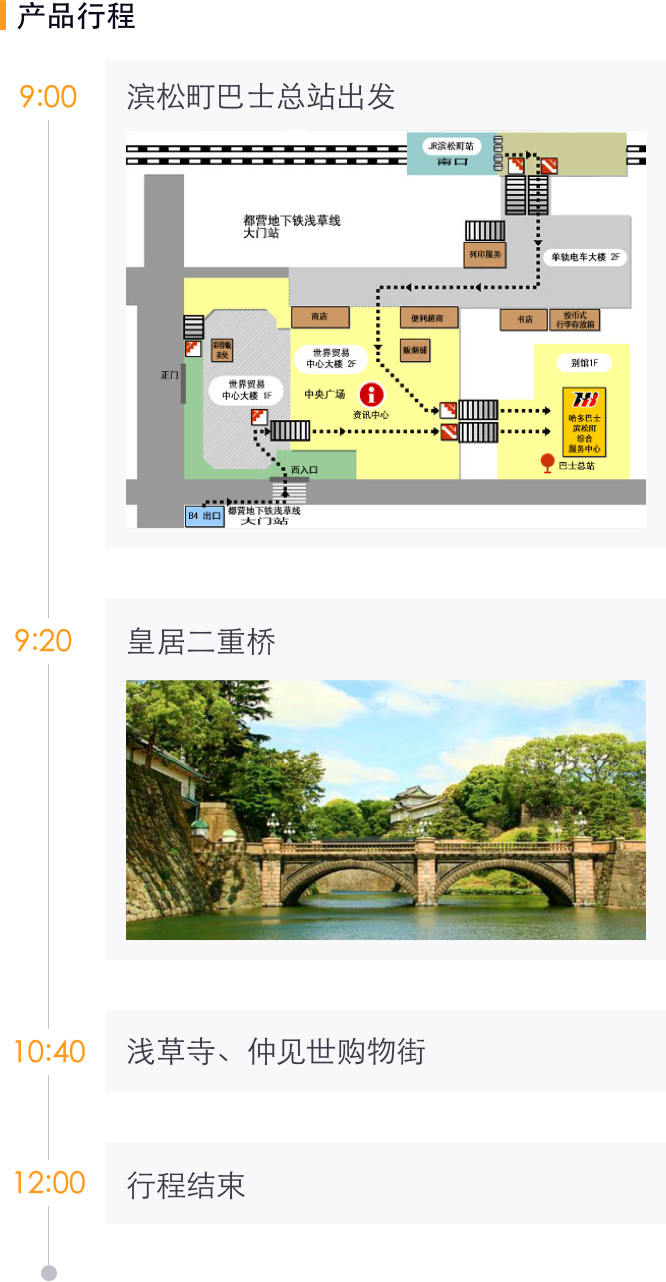 产品行程
9:00
滨松町巴士总站出发
JR滨松町站
南口
都营地下铁浅草线
大门站
列印服务
单轨电车大楼 2F
商店
便利超商
书店
投币式
行李存放箱
彩券贩
卖处
贩烟铺
世界贸易
中心大楼 2F
别馆1F
正门
世界贸易
中心大楼 1F
中央广场
资讯中心
哈多巴士
滨松町
综合
服务中心
巴士总站
西入口
B4 出口
都营地下铁浅草线
大门站
9:20
皇居二重桥
10:40
浅草寺、仲见世购物街
12:00
行程结束